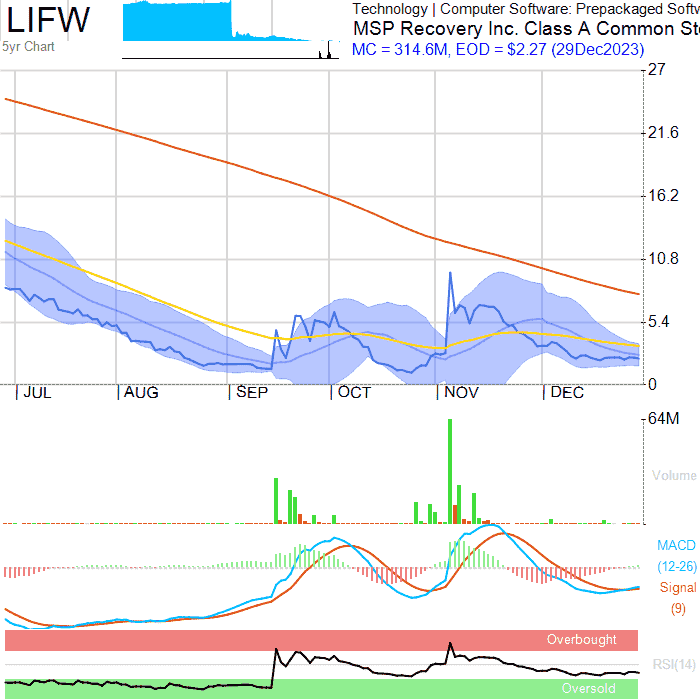 LIFW
5yr Chart
Technology | Computer Software: Prepackaged Softw
MSP Recovery Inc. Class A Common Sto
MC = 314.6M, EOD = $2.27 (29Dec2023)
27
21.6
16.2
10.8
5.4
0
JUL AUG SEP OCT NOV DEC
64M
Volume
MACD
(12-26)
Signal
(9)
Overbought
RSI(14)
Oversold